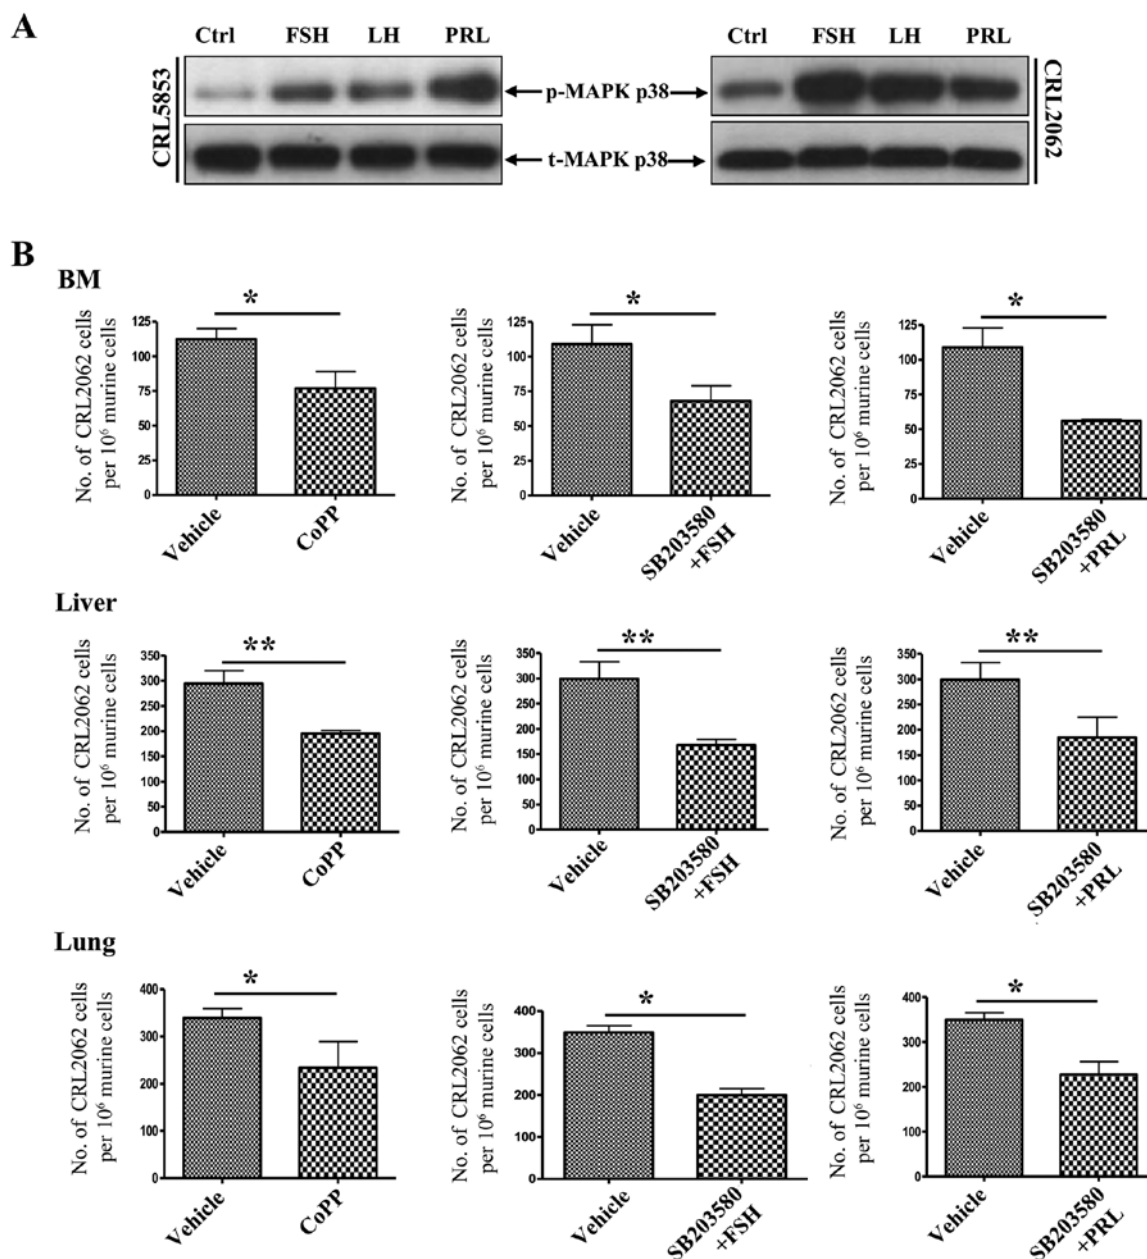 A
Ctrl FSH LH PRL
Ctrl FSH LH PRL
CRL5853
p-MAPK p38
t-MAPK p38
CRL2062
B
BM
No. of CRL2062 cells
per 10⁶ murine cells
125
100
75
50
25
0
*
Vehicle
CoPP
No. of CRL2062 cells
per 10⁶ murine cells
125
100
75
50
25
0
*
Vehicle
SB203580
+FSH
No. of CRL2062 cells
per 10⁶ murine cells
125
100
75
50
25
0
*
Vehicle
SB203580
+PRL
Liver
No. of CRL2062 cells
per 10⁶ murine cells
350
300
250
200
150
100
50
0
**
Vehicle
CoPP
No. of CRL2062 cells
per 10⁶ murine cells
350
300
250
200
150
100
50
0
**
Vehicle
SB203580
+FSH
No. of CRL2062 cells
per 10⁶ murine cells
350
300
250
200
150
100
50
0
**
Vehicle
SB203580
+PRL
Lung
No. of CRL2062 cells
per 10⁶ murine cells
400
300
200
100
0
*
Vehicle
CoPP
No. of CRL2062 cells
per 10⁶ murine cells
400
300
200
100
0
*
Vehicle
SB203580
+FSH
No. of CRL2062 cells
per 10⁶ murine cells
400
300
200
100
0
*
Vehicle
SB203580
+PRL